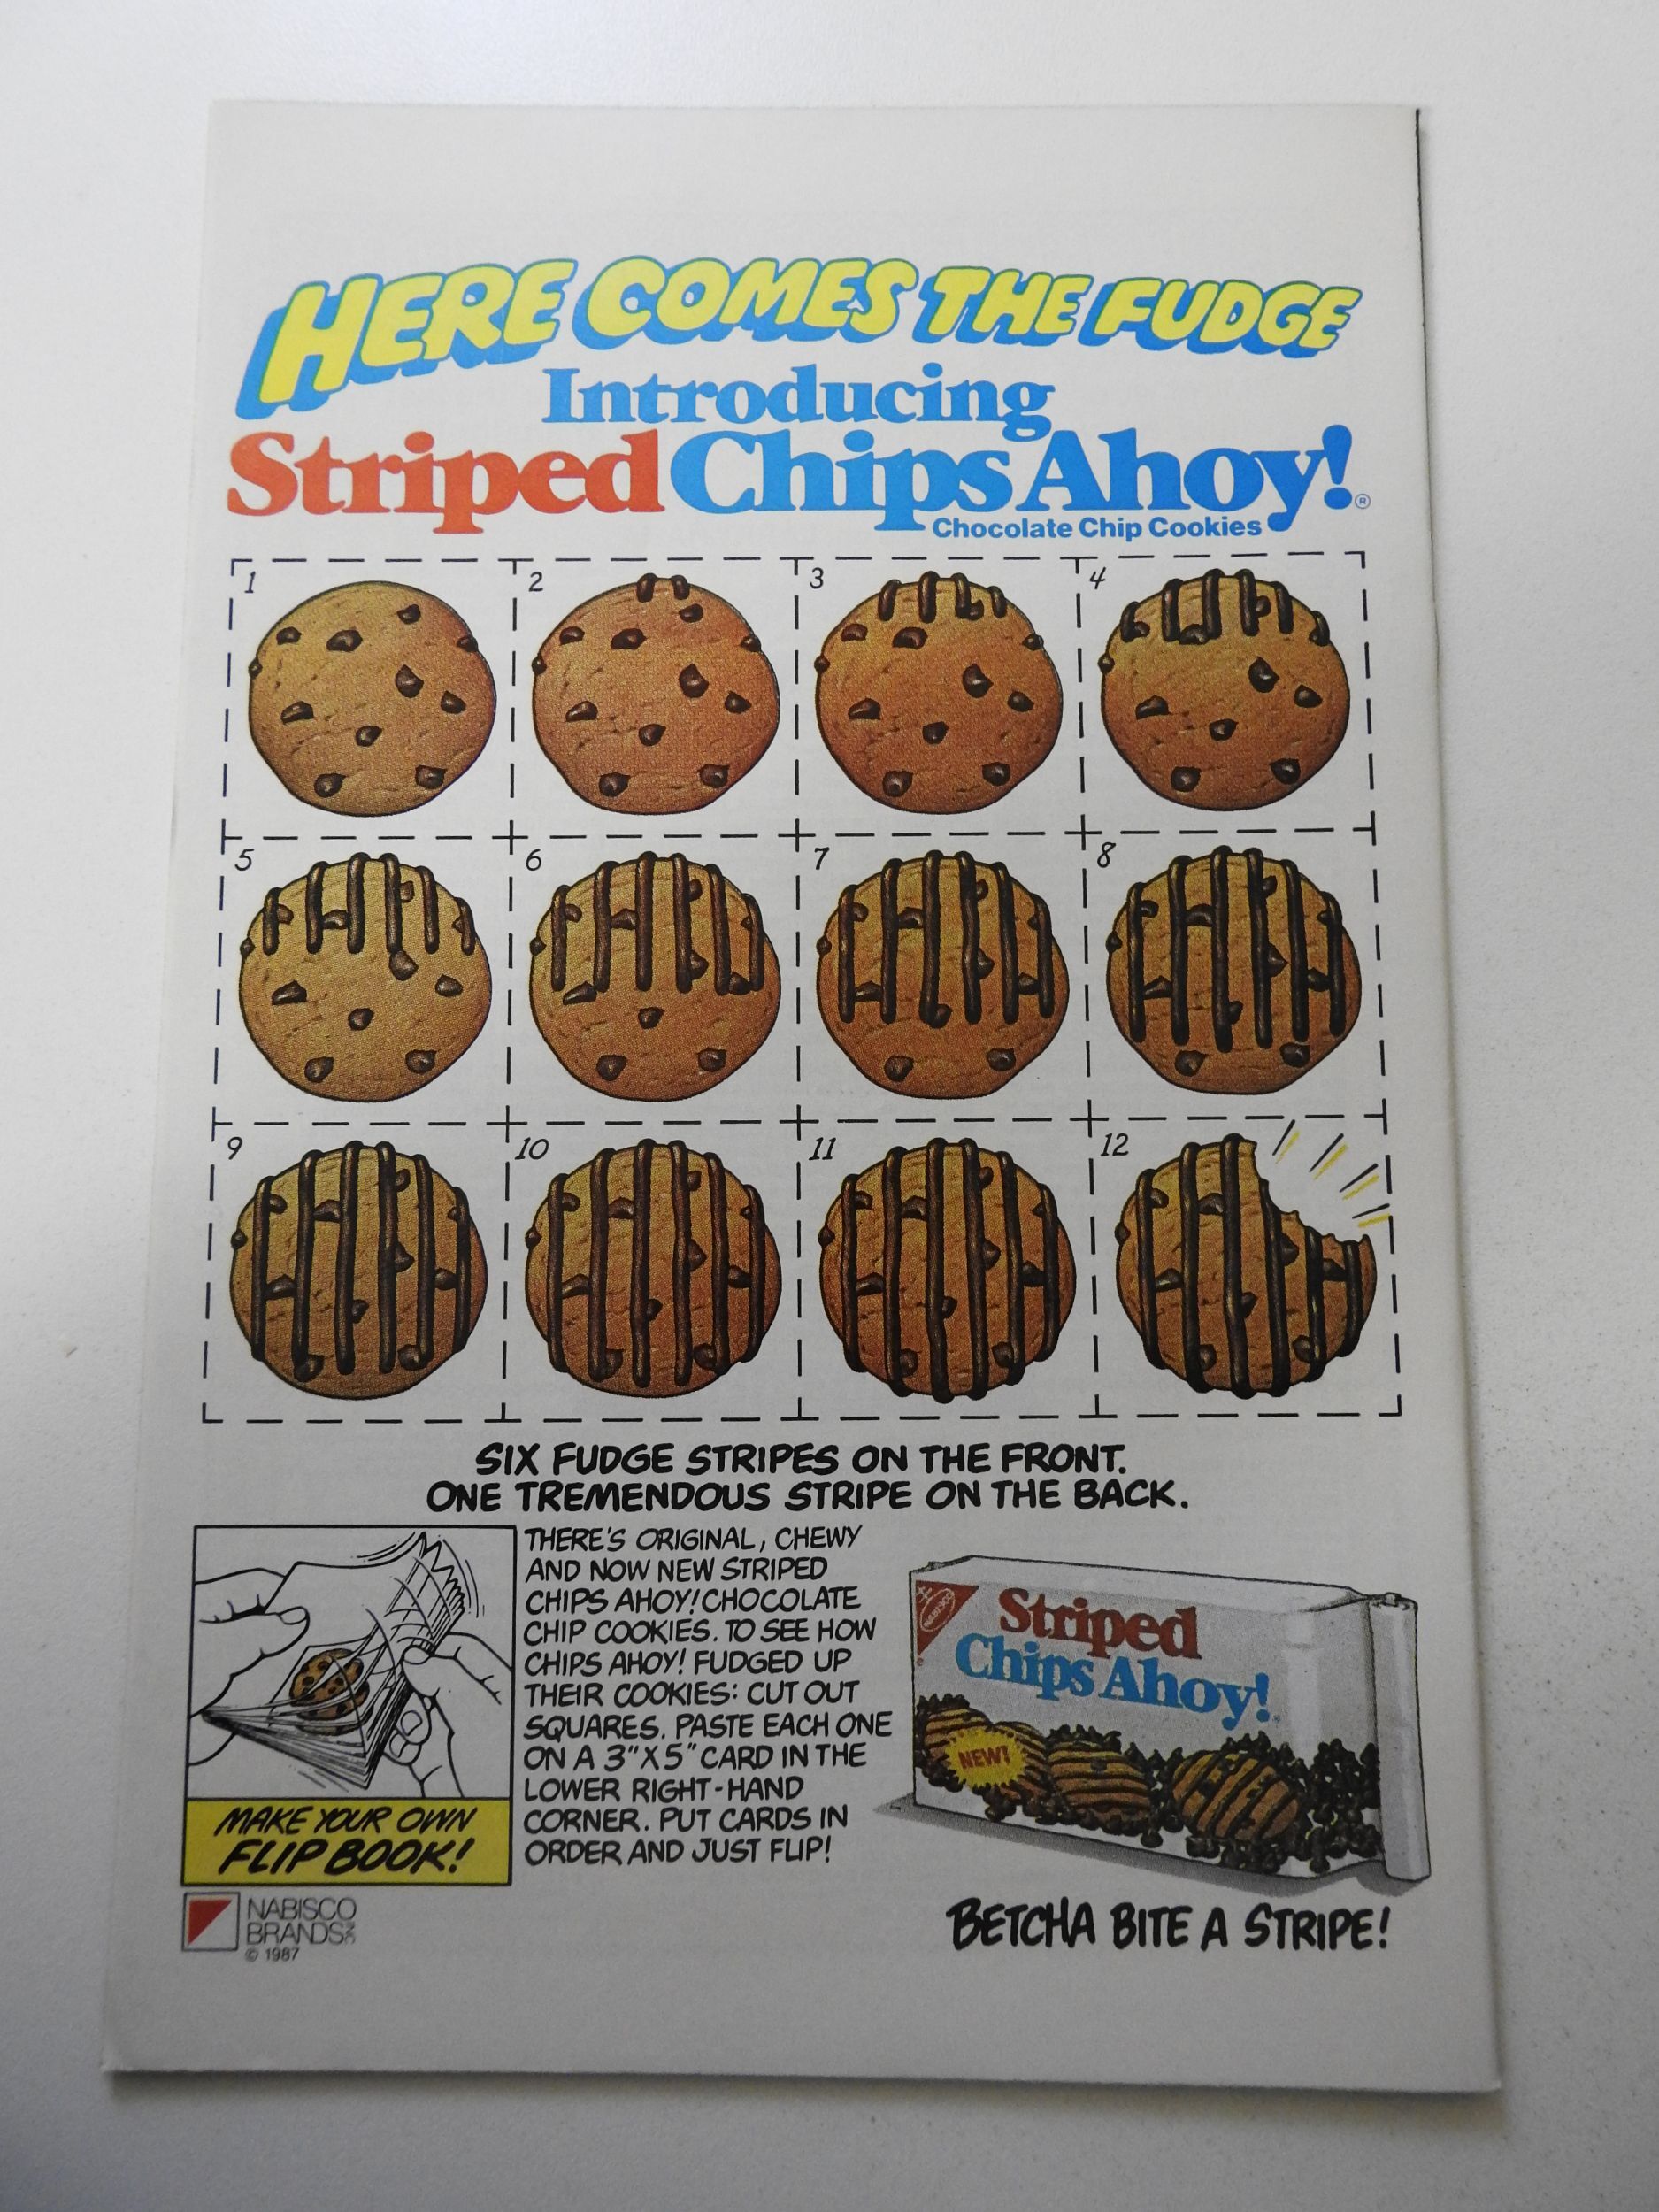 HERE COMES THE FUDGE
Introducing
Striped Chips Ahoy!®
Chocolate Chip Cookies
1
2
3
4
5
6
7
8
9
10
11
12
SIX FUDGE STRIPES ON THE FRONT.
ONE TREMENDOUS STRIPE ON THE BACK.
THERE'S ORIGINAL, CHEWY
AND NOW NEW STRIPED
CHIPS AHOY! CHOCOLATE
CHIP COOKIES. TO SEE HOW
CHIPS AHOY! FUDGED UP
THEIR COOKIES: CUT OUT
SQUARES. PASTE EACH ONE
ON A 3"X5" CARD IN THE
LOWER RIGHT-HAND
CORNER. PUT CARDS IN
ORDER AND JUST FLIP!
MAKE YOUR OWN
FLIP BOOK!
NABISCO
Striped
Chips Ahoy!
NEW!
NABISCO
BRANDS INC
© 1987
BETCHA BITE A STRIPE!